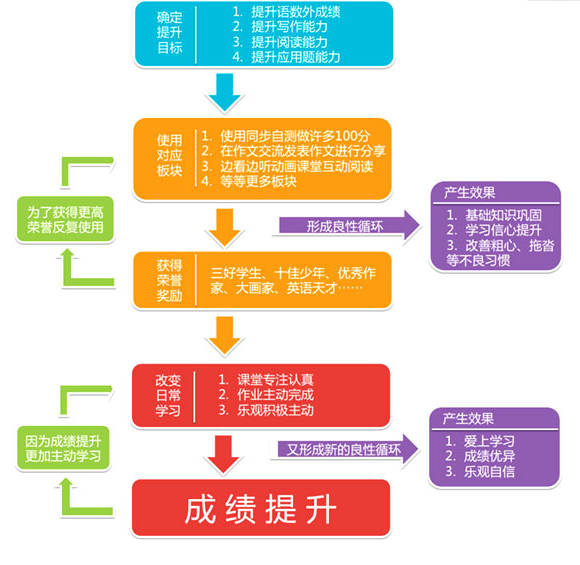 确定
提升
目标
1. 提升语数外成绩
2. 提升写作能力
3. 提升阅读能力
4. 提升应用题能力
使用
对应
板块
1. 使用同步自测做许多100分
2. 在作文交流发表作文进行分享
3. 边看边听动画课堂互动阅读
4. 等等更多板块
为了获得更高
荣誉反复使用
形成良性循环
产生效果
1. 基础知识巩固
2. 学习信心提升
3. 改善粗心、拖沓
等不良习惯
获得
荣誉
奖励
三好学生、十佳少年、优秀作
家、大画家、英语天才……
改变
日常
学习
1. 课堂专注认真
2. 作业主动完成
3. 乐观积极主动
因为成绩提升
更加主动学习
又形成新的良性循环
产生效果
1. 爱上学习
2. 成绩优异
3. 乐观自信
成绩提升